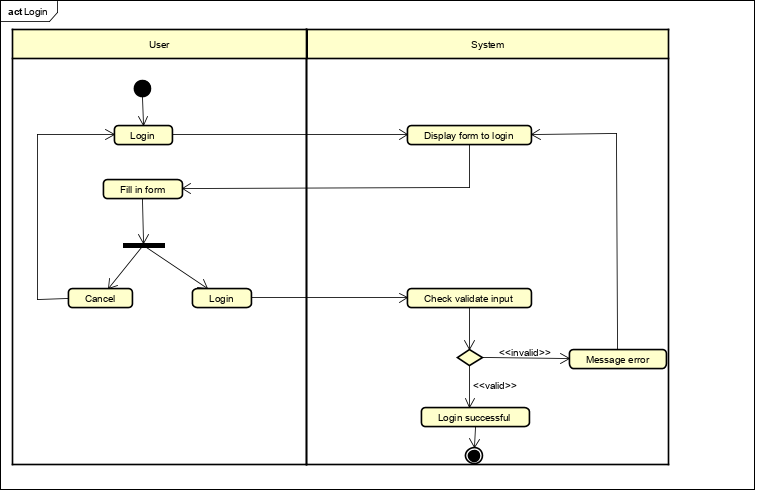 act Login
User
System
Login
Display form to login
Fill in form
Cancel
Login
Check validate input
<<invalid>>
Message error
<<valid>>
Login successful